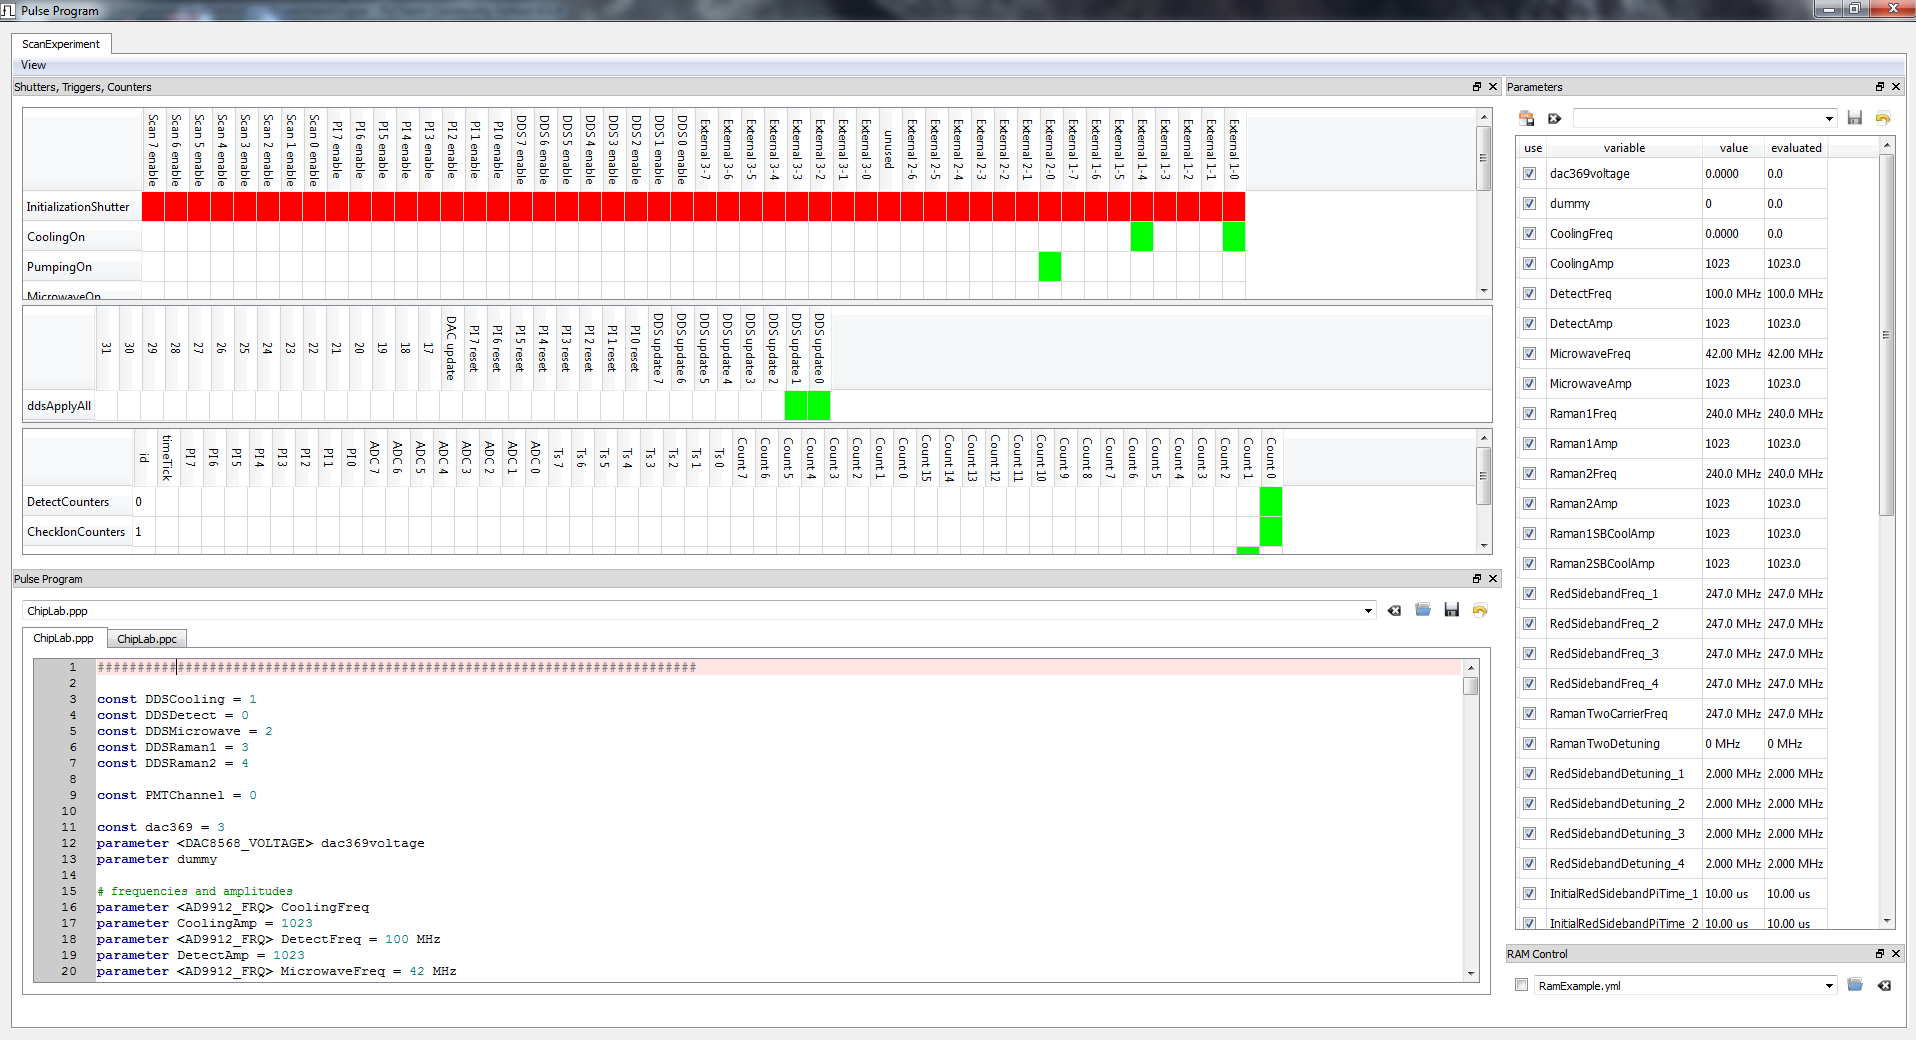 Pulse Program
ScanExperiment
View
Shutters, Triggers, Counters
Scan 7 enable
Scan 6 enable
Scan 5 enable
Scan 4 enable
Scan 3 enable
Scan 2 enable
Scan 1 enable
Scan 0 enable
PI 7 enable
PI 6 enable
PI 5 enable
PI 4 enable
PI 3 enable
PI 2 enable
PI 1 enable
PI 0 enable
DDS 7 enable
DDS 6 enable
DDS 5 enable
DDS 4 enable
DDS 3 enable
DDS 2 enable
DDS 1 enable
DDS 0 enable
External 3-7
External 3-6
External 3-5
External 3-4
External 3-3
External 3-2
External 3-1
External 3-0
unused
External 2-6
External 2-5
External 2-4
External 2-3
External 2-2
External 2-1
External 2-0
External 1-7
External 1-6
External 1-5
External 1-4
External 1-3
External 1-2
External 1-1
External 1-0
InitializationShutter
CoolingOn
PumpingOn
MicrowaveOn
31
30
29
28
27
26
25
24
23
22
21
20
19
18
17
DAC update
PI 7 reset
PI 6 reset
PI 5 reset
PI 4 reset
PI 3 reset
PI 2 reset
PI 1 reset
PI 0 reset
DDS update 7
DDS update 6
DDS update 5
DDS update 4
DDS update 3
DDS update 2
DDS update 1
DDS update 0
ddsApplyAll
id
timeTick
PI 7
PI 6
PI 5
PI 4
PI 3
PI 2
PI 1
PI 0
ADC 7
ADC 6
ADC 5
ADC 4
ADC 3
ADC 2
ADC 1
ADC 0
Ts 7
Ts 6
Ts 5
Ts 4
Ts 3
Ts 2
Ts 1
Ts 0
Count 7
Count 6
Count 5
Count 4
Count 3
Count 2
Count 1
Count 0
Count 15
Count 14
Count 13
Count 12
Count 11
Count 10
Count 9
Count 8
Count 7
Count 6
Count 5
Count 4
Count 3
Count 2
Count 1
Count 0
DetectCounters 0
CheckIonCounters 1
Pulse Program
ChipLab.ppp
ChipLab.ppp ChipLab.ppc
1 ###########################################################################
2
3 const DDSCooling = 1
4 const DDSDetect = 0
5 const DDSMicrowave = 2
6 const DDSRaman1 = 3
7 const DDSRaman2 = 4
8
9 const PMTChannel = 0
10
11 const dac369 = 3
12 parameter <DAC8568_VOLTAGE> dac369voltage
13 parameter dummy
14
15 # frequencies and amplitudes
16 parameter <AD9912_FRQ> CoolingFreq
17 parameter CoolingAmp = 1023
18 parameter <AD9912_FRQ> DetectFreq = 100 MHz
19 parameter DetectAmp = 1023
20 parameter <AD9912_FRQ> MicrowaveFreq = 42 MHz
Parameters
use variable value evaluated
dac369voltage 0.0000 0.0
dummy 0 0.0
CoolingFreq 0.0000 0.0
CoolingAmp 1023 1023.0
DetectFreq 100.0 MHz 100.0 MHz
DetectAmp 1023 1023.0
MicrowaveFreq 42.00 MHz 42.00 MHz
MicrowaveAmp 1023 1023.0
Raman1Freq 240.0 MHz 240.0 MHz
Raman1Amp 1023 1023.0
Raman2Freq 240.0 MHz 240.0 MHz
Raman2Amp 1023 1023.0
Raman1SBCoolAmp 1023 1023.0
Raman2SBCoolAmp 1023 1023.0
RedSidebandFreq_1 247.0 MHz 247.0 MHz
RedSidebandFreq_2 247.0 MHz 247.0 MHz
RedSidebandFreq_3 247.0 MHz 247.0 MHz
RedSidebandFreq_4 247.0 MHz 247.0 MHz
RamanTwoCarrierFreq 247.0 MHz 247.0 MHz
RamanTwoDetuning 0 MHz 0 MHz
RedSidebandDetuning_1 2.000 MHz 2.000 MHz
RedSidebandDetuning_2 2.000 MHz 2.000 MHz
RedSidebandDetuning_3 2.000 MHz 2.000 MHz
RedSidebandDetuning_4 2.000 MHz 2.000 MHz
InitialRedSidebandPiTime_1 10.00 us 10.00 us
InitialRedSidebandPiTime_2 10.00 us 10.00 us
RAM Control
RamExample.yml